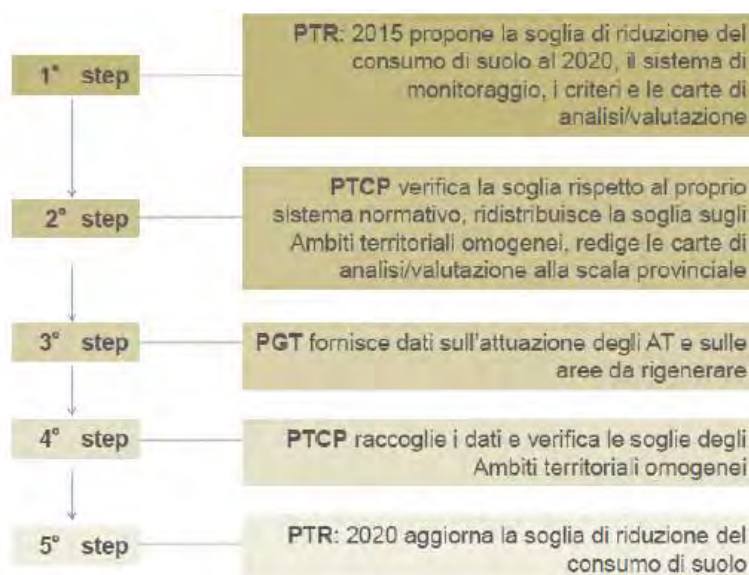 1° step
PTR: 2015 propone la soglia di riduzione del
consumo di suolo al 2020, il sistema di
monitoraggio, i criteri e le carte di
analisi/valutazione
2° step
PTCP verifica la soglia rispetto al proprio
sistema normativo, ridistribuisce la soglia sugli
Ambiti territoriali omogenei, redige le carte di
analisi/valutazione alla scala provinciale
3° step
PGT fornisce dati sull'attuazione degli AT e sulle
aree da rigenerare
4° step
PTCP raccoglie i dati e verifica le soglie degli
Ambiti territoriali omogenei
5° step
PTR: 2020 aggiorna la soglia di riduzione del
consumo di suolo